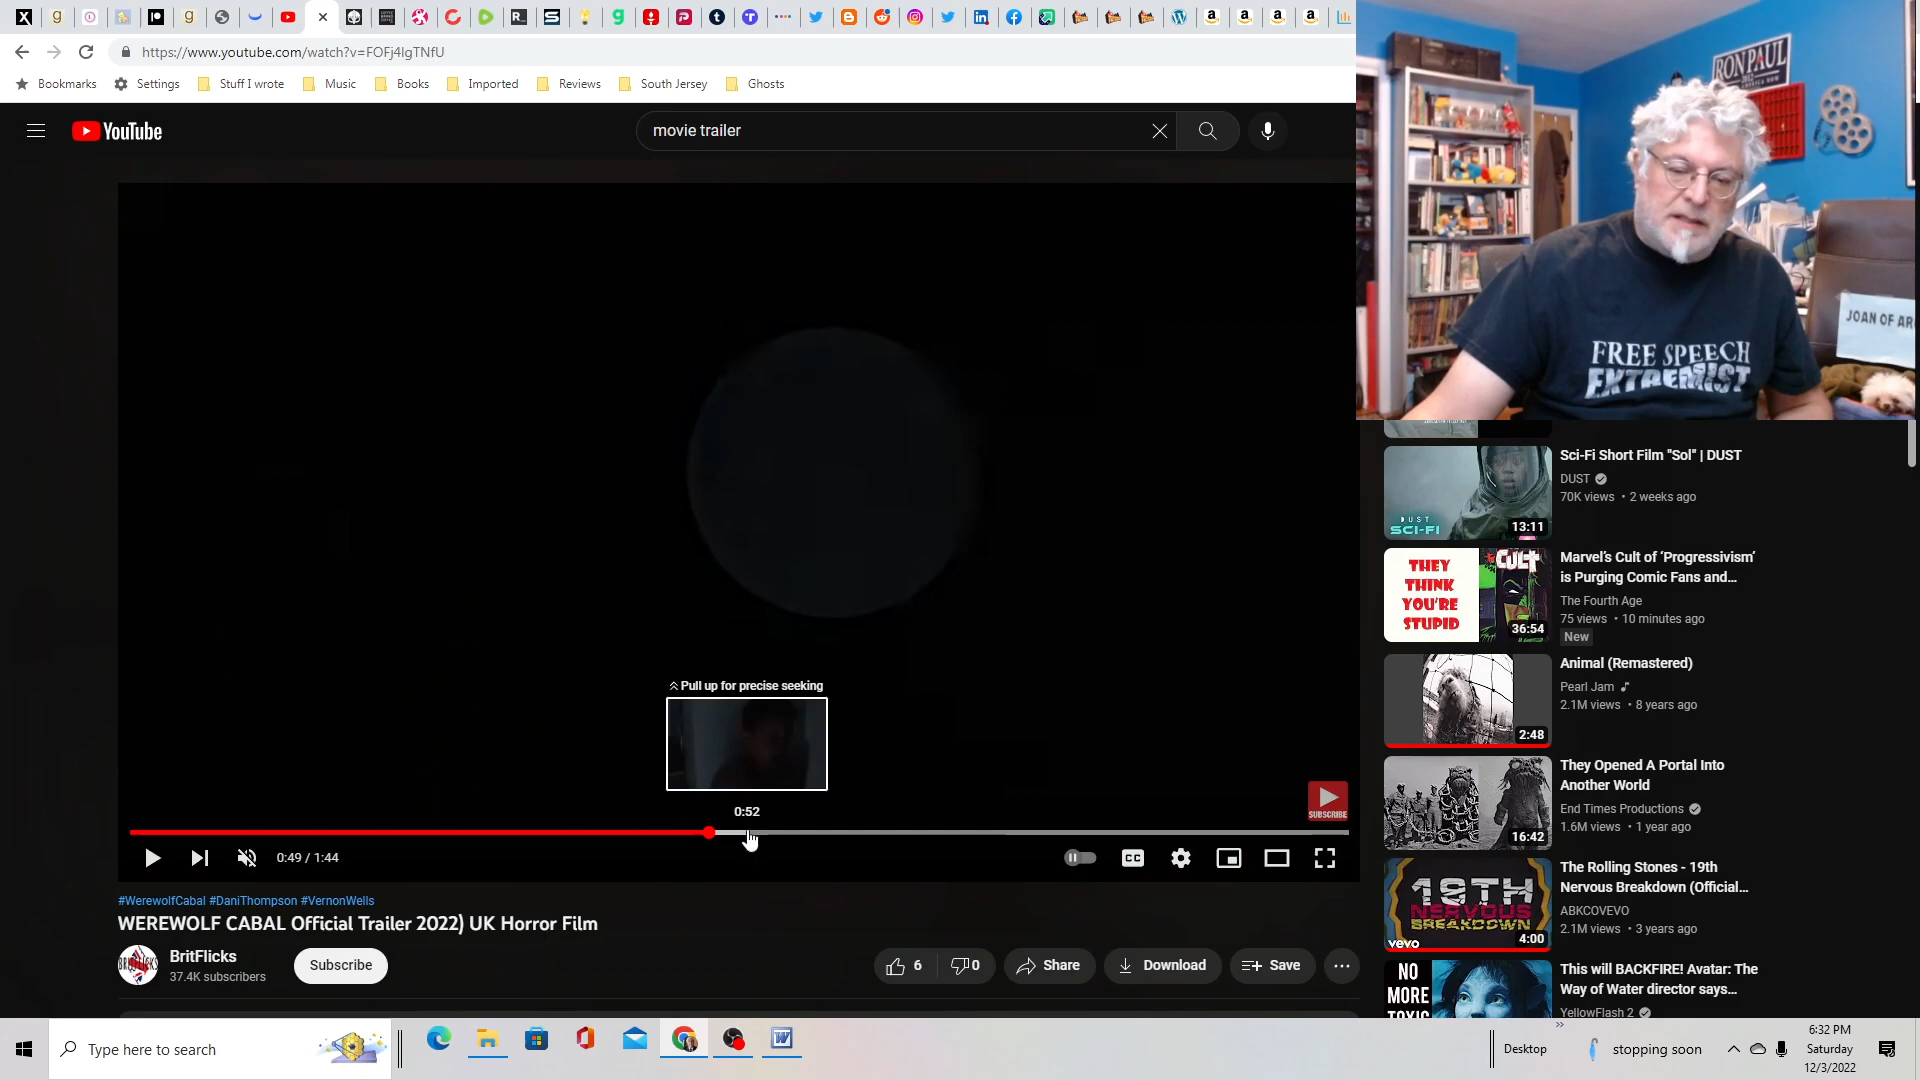 https://www.youtube.com/watch?v=FOFj4lgTNfU
Bookmarks
Settings
Stuff I wrote
Music
Books
Imported
Reviews
South Jersey
Ghosts
YouTube
movie trailer
RON PAUL
JOAN OF AR
FREE SPEECH
EXTREMIST
Pull up for precise seeking
0:52
SUBSCRIBE
0:49 / 1:44
CC
#WerewolfCabal #DaniThompson #VernonWells
WEREWOLF CABAL Official Trailer 2022) UK Horror Film
BRITFLICKS
BritFlicks
37.4K subscribers
Subscribe
6
0
Share
Download
Save
DUST
SCI-FI
13:11
Sci-Fi Short Film "Sol" | DUST
DUST
70K views • 2 weeks ago
THEY
THINK
YOU'RE
STUPID
CULT
36:54
Marvel's Cult of 'Progressivism'
is Purging Comic Fans and...
The Fourth Age
75 views • 10 minutes ago
New
2:48
Animal (Remastered)
Pearl Jam
2.1M views • 8 years ago
16:42
They Opened A Portal Into
Another World
End Times Productions
1.6M views • 1 year ago
19TH
NERVOUS
BREAKDOWN
vevo
4:00
The Rolling Stones - 19th
Nervous Breakdown (Official...
ABKCOVEVO
2.1M views • 3 years ago
NO
MORE
TOXIC
This will BACKFIRE! Avatar: The
Way of Water director says...
YellowFlash 2
Type here to search
Desktop
stopping soon
6:32 PM
Saturday
12/3/2022